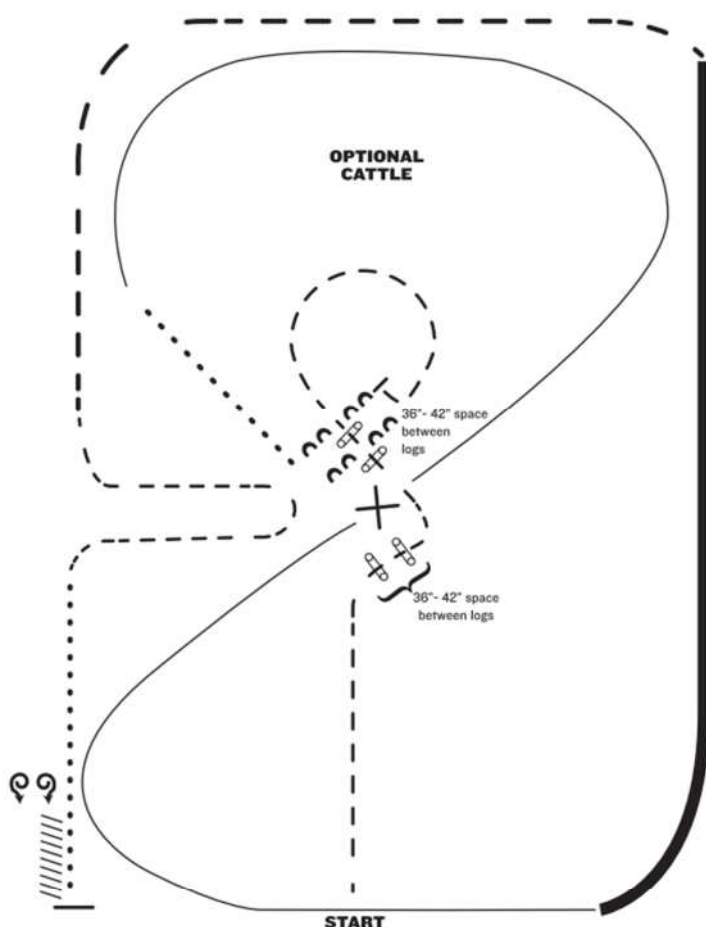 OPTIONAL
CATTLE
36"- 42" space
between
logs
36"- 42" space
between logs
START